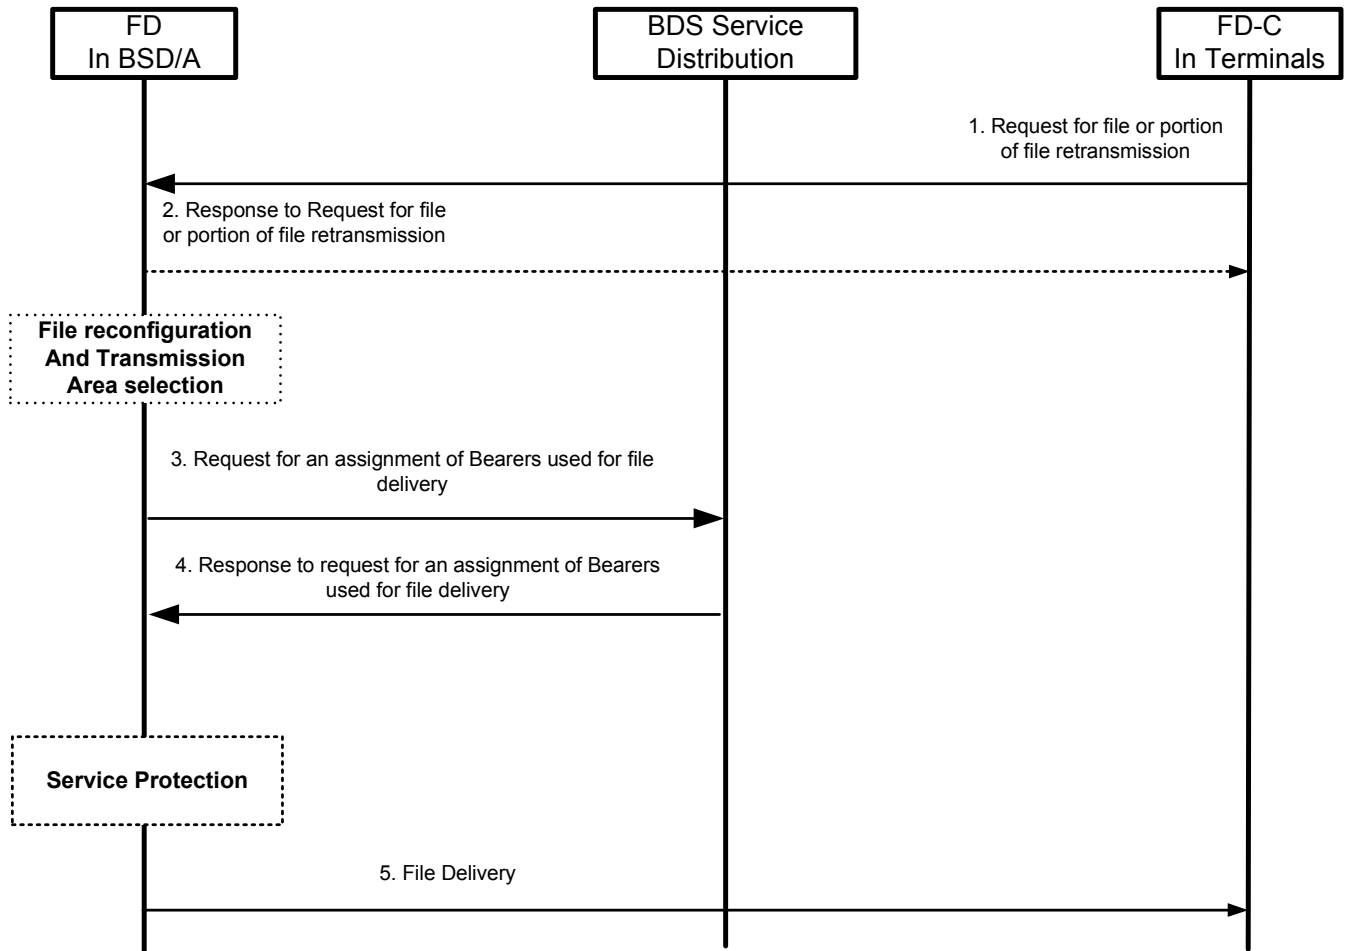 FD
In BSD/A
BDS Service
Distribution
FD-C
In Terminals
1. Request for file or portion
of file retransmission
2. Response to Request for file
or portion of file retransmission
File reconfiguration
And Transmission
Area selection
3. Request for an assignment of Bearers used for file
delivery
4. Response to request for an assignment of Bearers
used for file delivery
Service Protection
5. File Delivery